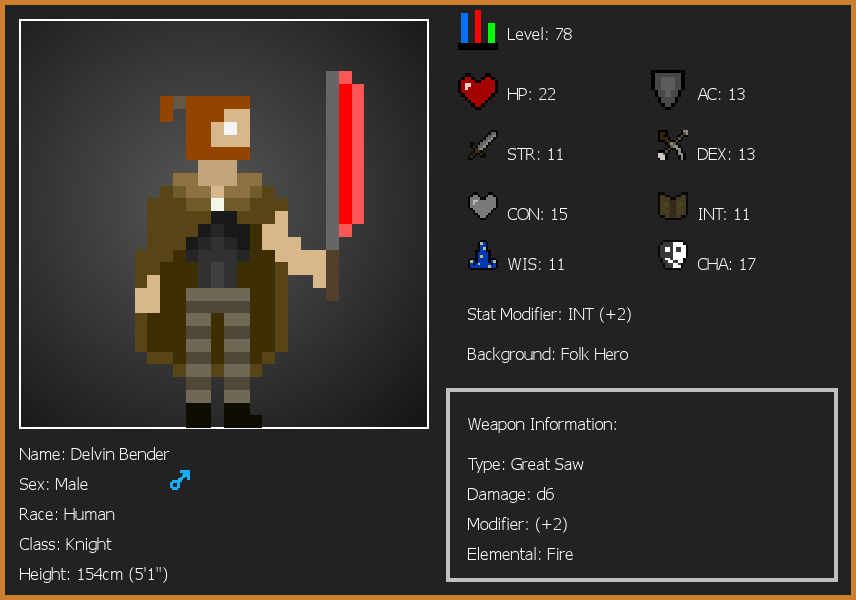 Level: 78
HP: 22
AC: 13
STR: 11
DEX: 13
CON: 15
INT: 11
WIS: 11
CHA: 17
Stat Modifier: INT (+2)
Background: Folk Hero
Weapon Information:
Type: Great Saw
Damage: d6
Modifier: (+2)
Elemental: Fire
Name: Delvin Bender
Sex: Male
Race: Human
Class: Knight
Height: 154cm (5'1")